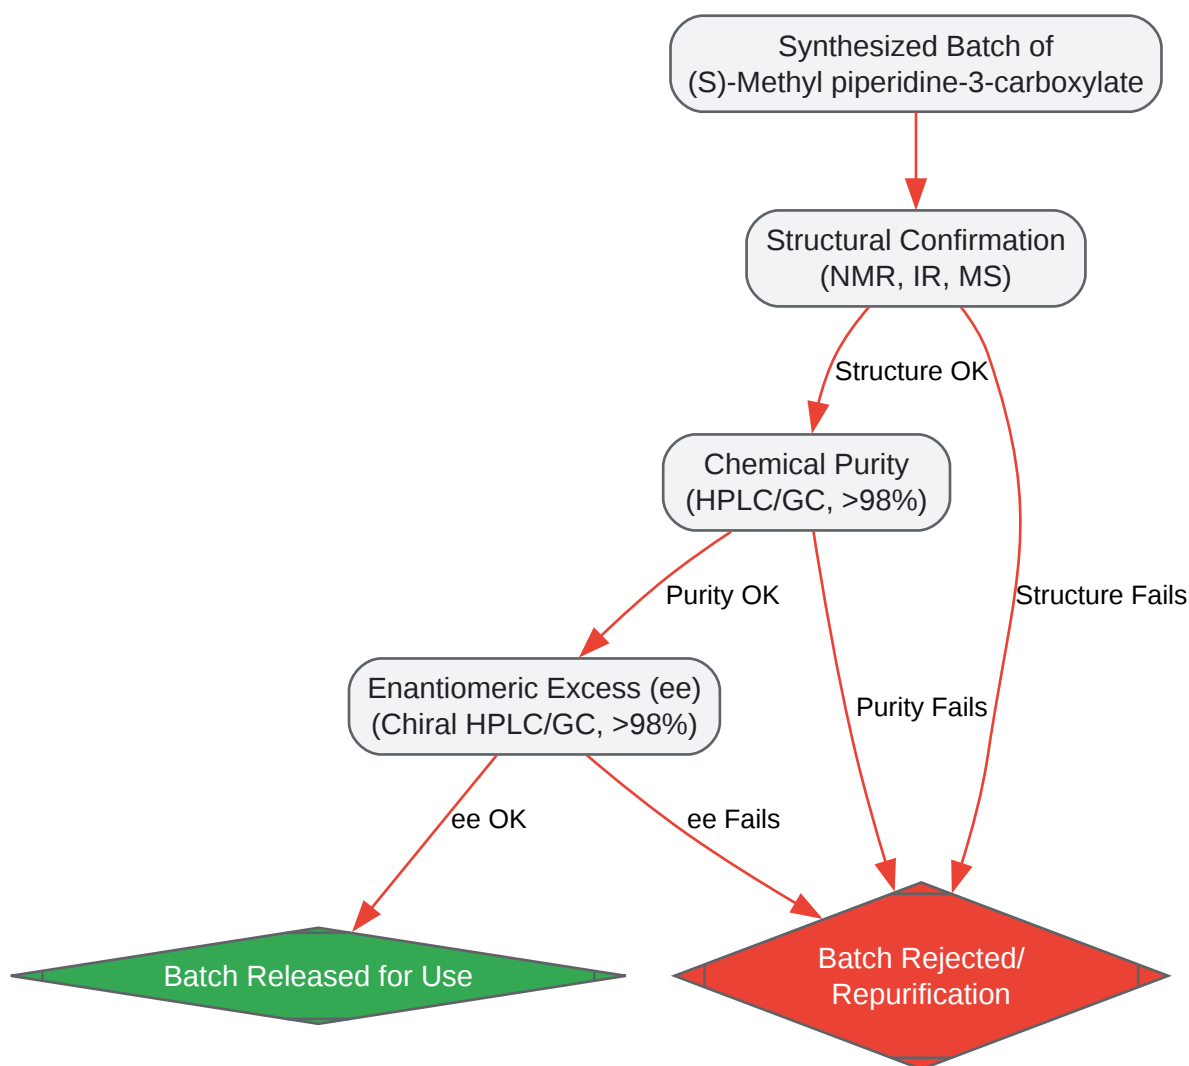 Synthesized Batch of
(S)-Methyl piperidine-3-carboxylate
Structural Confirmation
(NMR, IR, MS)
Structure OK
Chemical Purity
(HPLC/GC, >98%)
Purity OK
Structure Fails
Enantiomeric Excess (ee)
(Chiral HPLC/GC, >98%)
Purity Fails
ee OK
ee Fails
Batch Released for Use
Batch Rejected/
Repurification